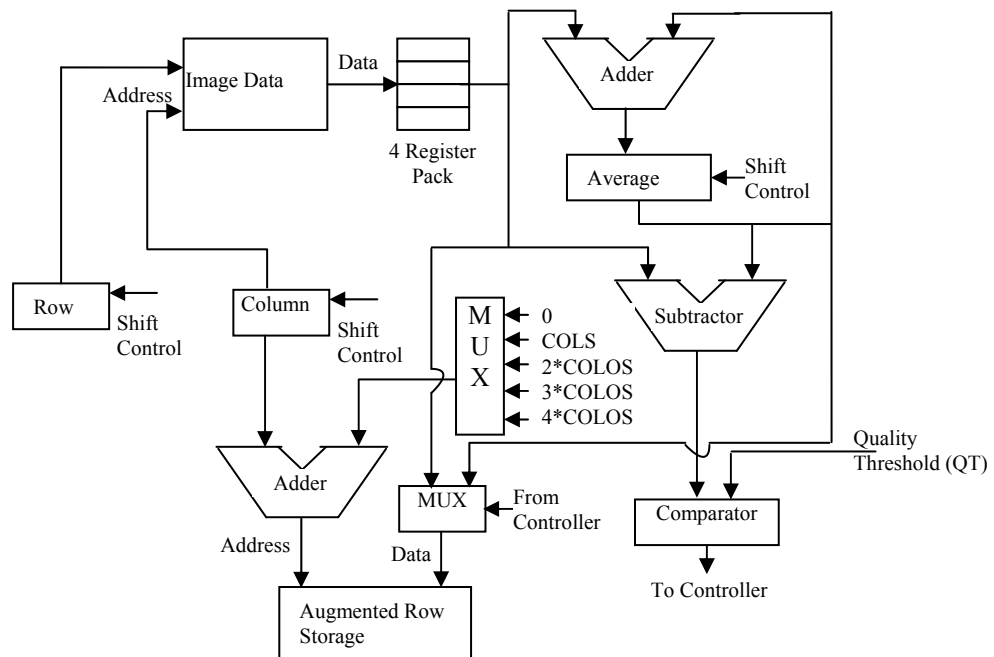 Image Data
Data
Address
4 Register
Pack
Adder
Average
Shift
Control
Row
Shift
Control
Column
Shift
Control
M
U
X
0
COLS
2*COLOS
3*COLOS
4*COLOS
Subtractor
Adder
MUX
From
Controller
Quality
Threshold (QT)
Comparator
Address
Data
To Controller
Augmented Row
Storage